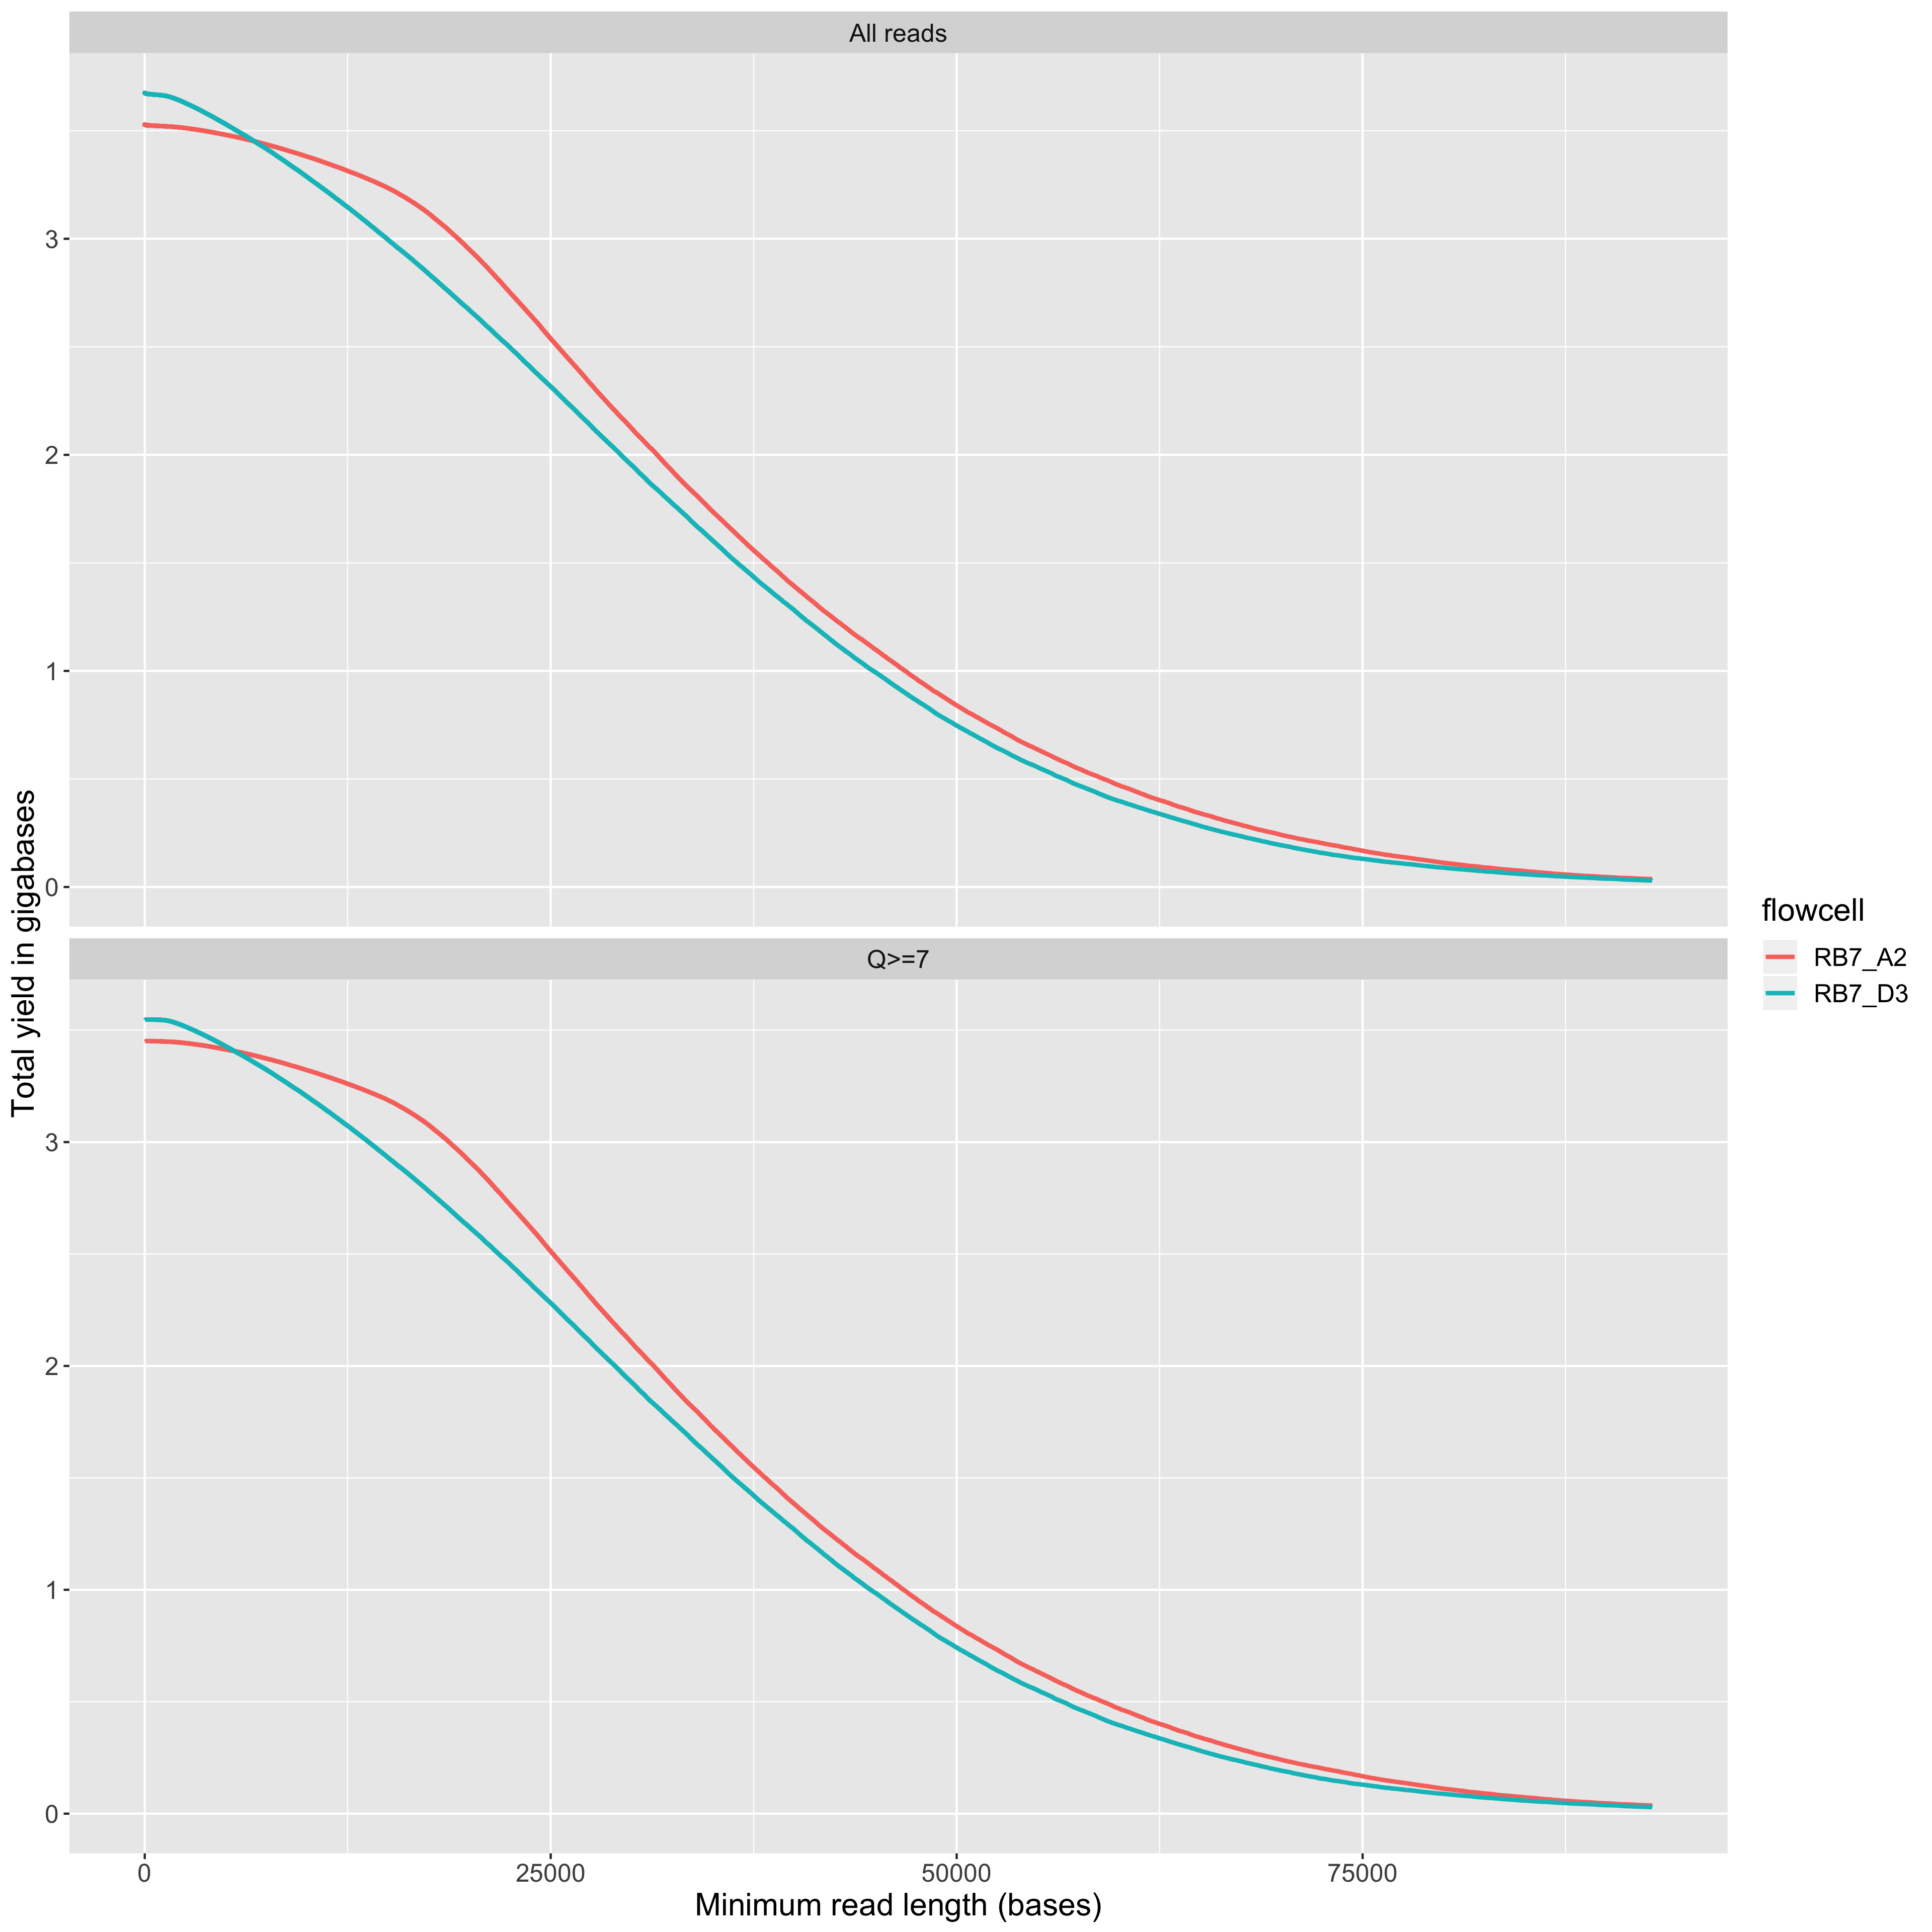 All reads
3
2
1
0
Total yield in gigabases
Q>=7
3
2
1
0
0 25000 50000 75000
Minimum read length (bases)
flowcell
RB7_A2
RB7_D3